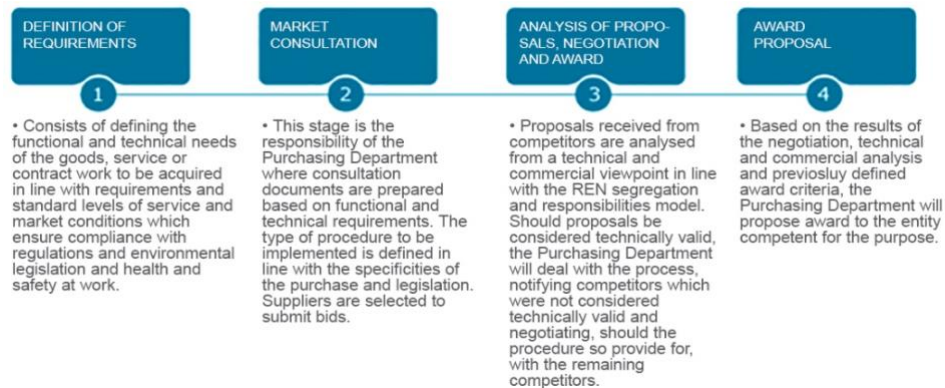 DEFINITION OF
REQUIREMENTS
MARKET
CONSULTATION
ANALYSIS OF PROPO-
SALS, NEGOTIATION
AND AWARD
AWARD
PROPOSAL
1
2
3
4
• Consists of defining the
functional and technical needs
of the goods, service or
contract work to be acquired
in line with requirements and
standard levels of service and
market conditions which
ensure compliance with
regulations and environmental
legislation and health and
safety at work.
• This stage is the
responsibility of the
Purchasing Department
where consultation
documents are prepared
based on functional and
technical requirements. The
type of procedure to be
implemented is defined in
line with the specificities of
the purchase and legislation.
Suppliers are selected to
submit bids.
• Proposals received from
competitors are analysed
from a technical and
commercial viewpoint in line
with the REN segregation
and responsibilities model.
Should proposals be
considered technically valid,
the Purchasing Department
will deal with the process,
notifying competitors which
were not considered
technically valid and
negotiating, should the
procedure so provide for,
with the remaining
competitors.
• Based on the results of
the negotiation, technical
and commercial analysis
and previosluy defined
award criteria, the
Purchasing Department will
propose award to the entity
competent for the purpose.